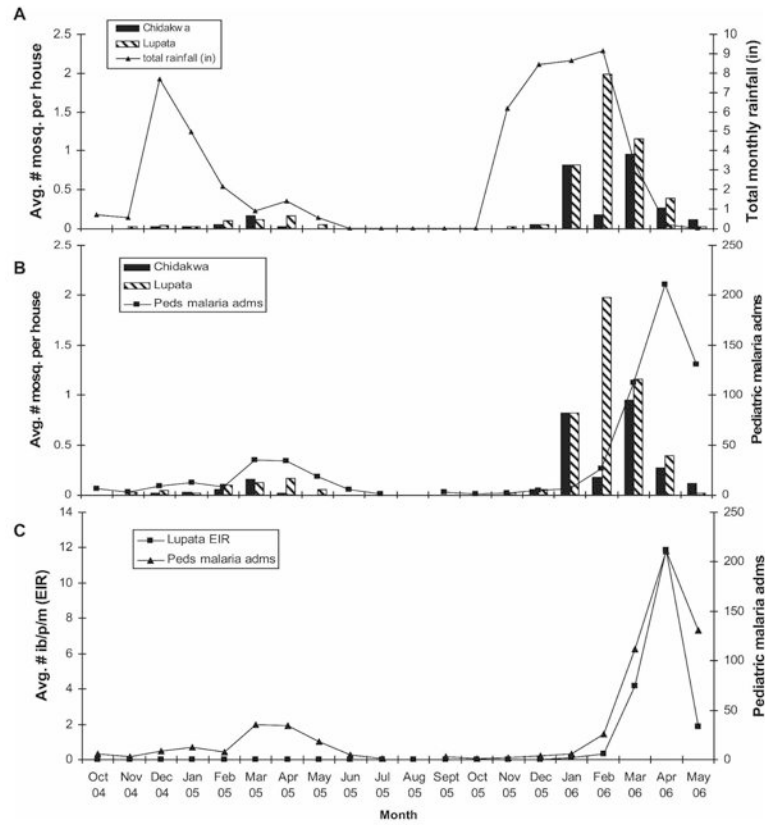 A
Chidakwa
Lupata
total rainfall (in)
Avg. # mosq. per house
2.5
2
1.5
1
0.5
0
Total monthly rainfall (in)
10
9
8
7
6
5
4
3
2
1
0
B
Chidakwa
Lupata
Peds malaria adms
Avg. # mosq. per house
2.5
2
1.5
1
0.5
0
Pediatric malaria adms
250
200
150
100
50
0
C
Lupata EIR
Peds malaria adms
Avg. # ib/p/m (EIR)
14
12
10
8
6
4
2
0
Pediatric malaria adms
250
200
150
100
50
0
Oct Nov Dec Jan Feb Mar Apr May Jun Jul Aug Sept Oct Nov Dec Jan Feb Mar Apr May
04 04 04 05 05 05 05 05 05 05 05 05 05 05 05 06 06 06 06 06
Month